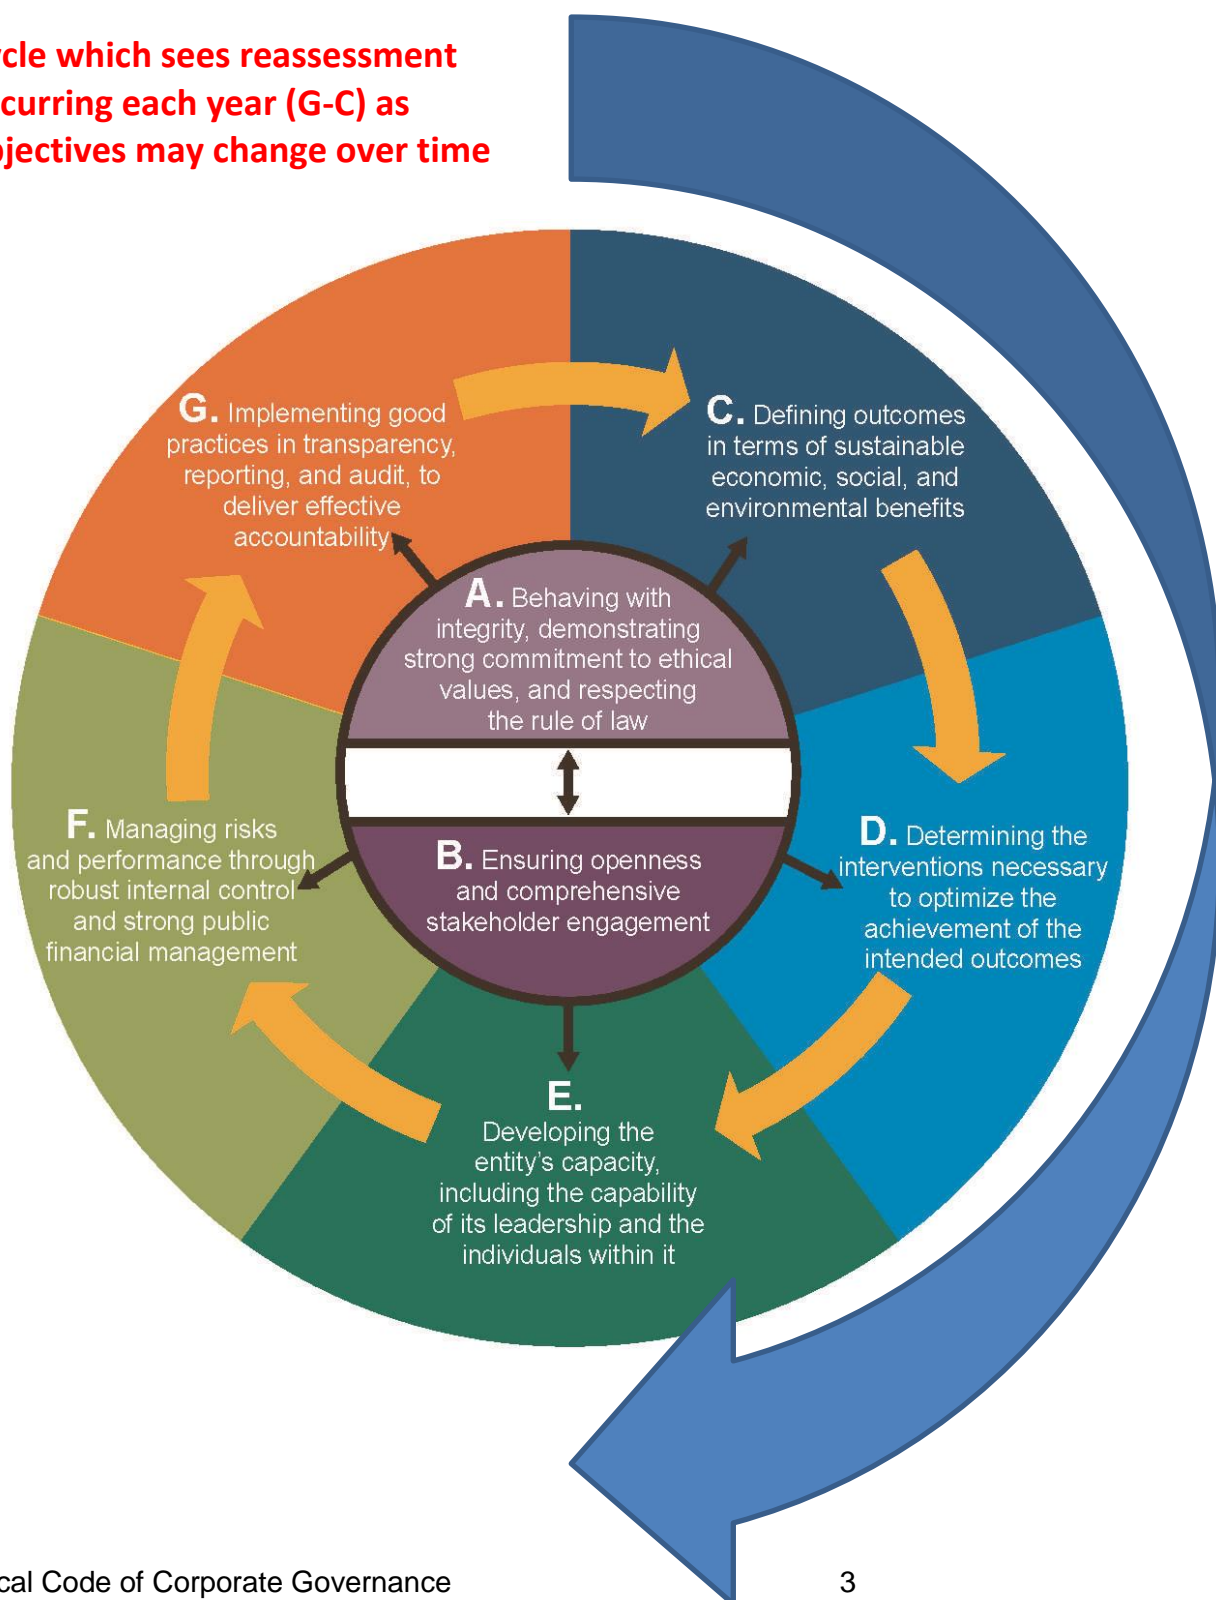 ycle which sees reassessment
curring each year (G-C) as
bjectives may change over time
G. Implementing good
practices in transparency,
reporting, and audit, to
deliver effective
accountability
C. Defining outcomes
in terms of sustainable
economic, social, and
environmental benefits
A. Behaving with
integrity, demonstrating
strong commitment to ethical
values, and respecting
the rule of law
B. Ensuring openness
and comprehensive
stakeholder engagement
F. Managing risks
and performance through
robust internal control
and strong public
financial management
D. Determining the
interventions necessary
to optimize the
achievement of the
intended outcomes
E.
Developing the
entity's capacity,
including the capability
of its leadership and the
individuals within it
cal Code of Corporate Governance 3